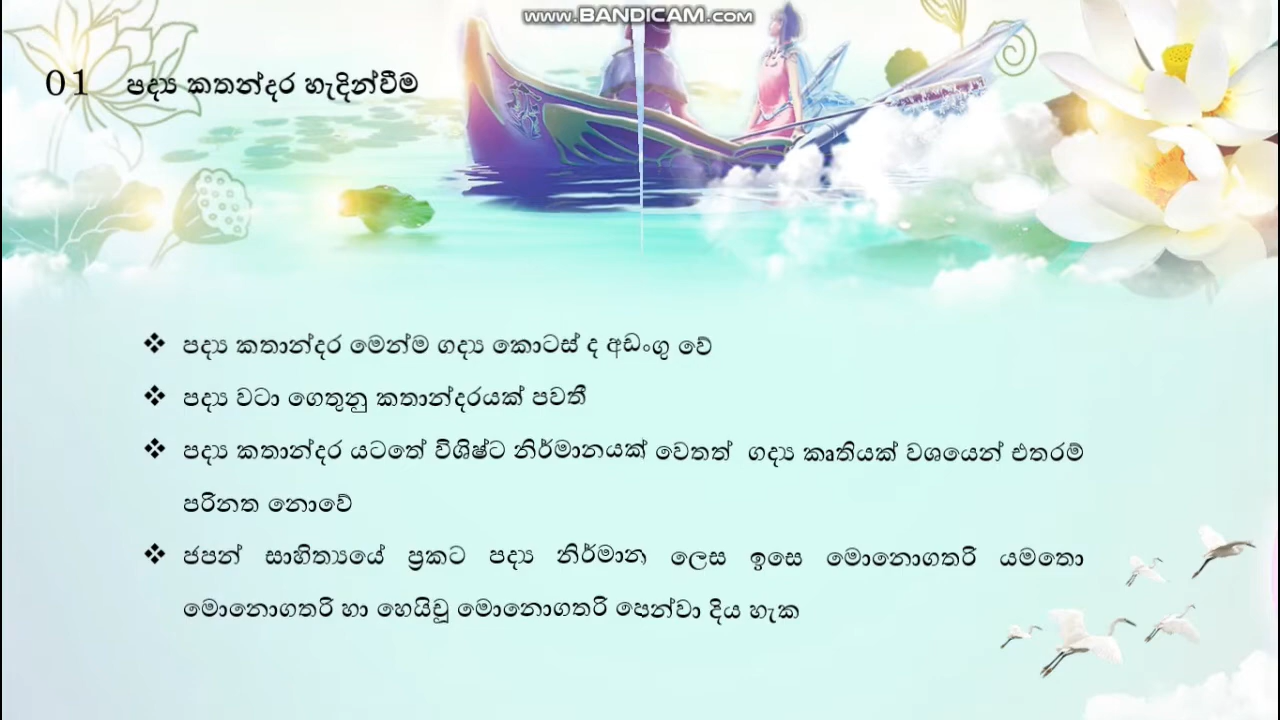 www.BANDICAM.com
01 පද්‍ය කතන්දර හැදින්වීම
❖ පද්‍ය කතාන්දර මෙන්ම ගද්‍ය කොටස් ද අඩංගු වේ
❖ පද්‍ය වටා ගෙතුනු කතාන්දරයක් පවතී
❖ පද්‍ය කතාන්දර යටතේ විශිෂ්ට නිර්මානයක් වෙතත් ගද්‍ය කෘතියක් වශයෙන් එතරම්
පරිනත නොවේ
❖ ජපන් සාහිත්‍යයේ ප්‍රකට පද්‍ය නිර්මාන ලෙස ඉසෙ මොනොගතරි යමතො
මොනොගතරි හා හෙයිචූ මොනොගතරි පෙන්වා දිය හැක